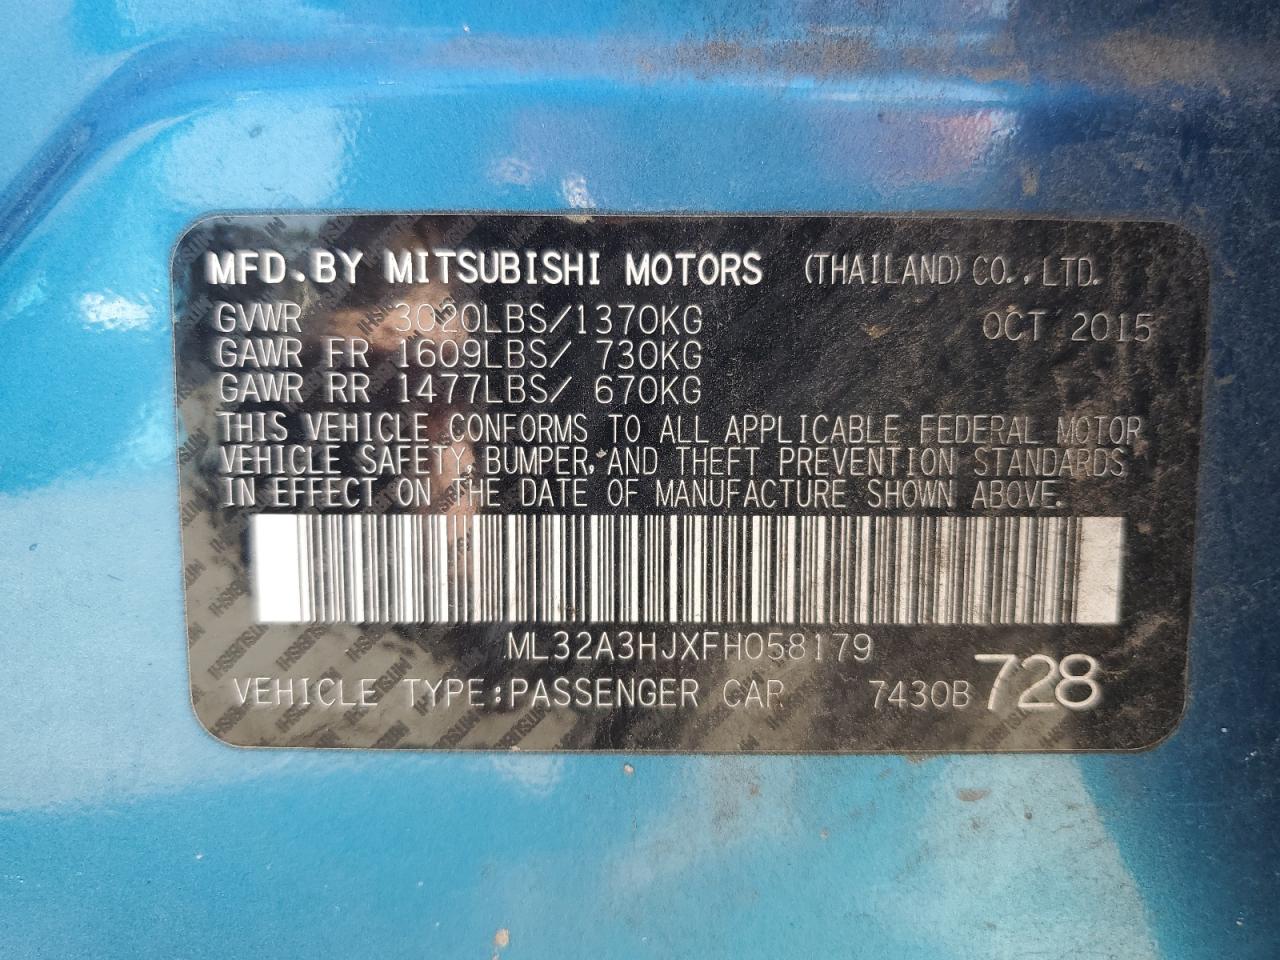 MFD.BY MITSUBISHI MOTORS (THAILAND) CO.,LTD.
GVWR 3020LBS/1370KG OCT 2015
GAWR FR 1609LBS/ 730KG
GAWR RR 1477LBS/ 670KG
THIS VEHICLE CONFORMS TO ALL APPLICABLE FEDERAL MOTOR
VEHICLE SAFETY, BUMPER, AND THEFT PREVENTION STANDARDS
IN EFFECT ON THE DATE OF MANUFACTURE SHOWN ABOVE.
ML32A3HJXFH058179
VEHICLE TYPE:PASSENGER CAR 7430B 728